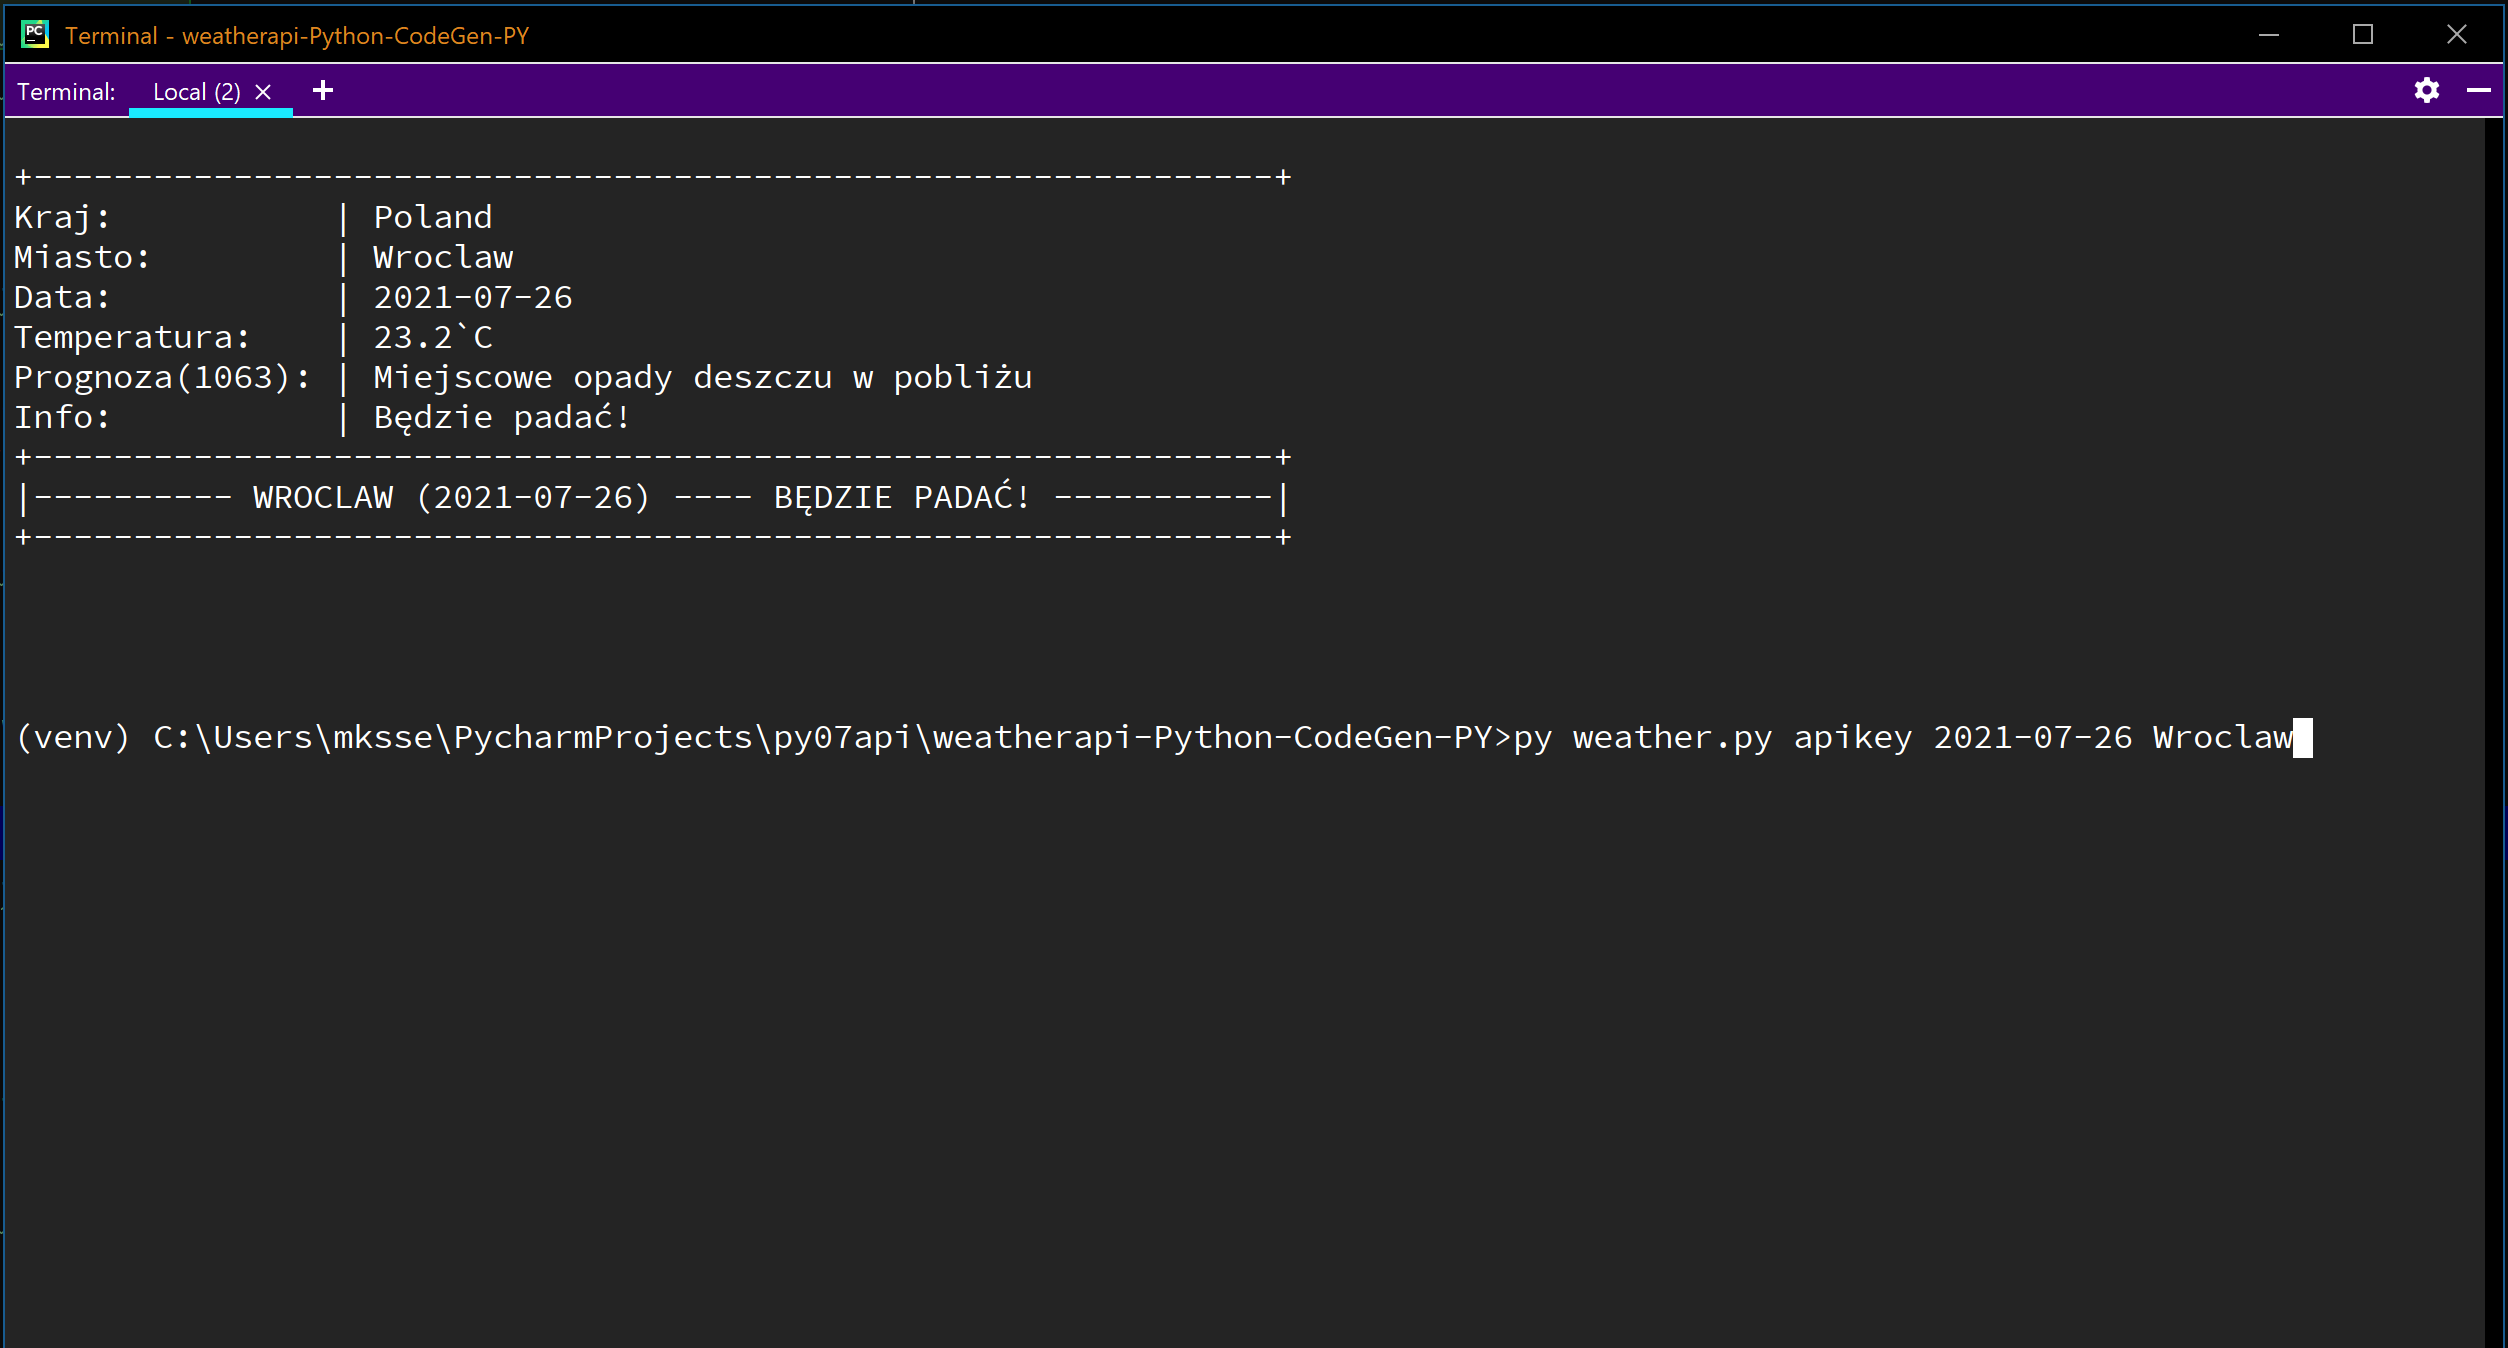 PC
Terminal - weatherapi-Python-CodeGen-PY
Terminal: Local (2)
+--------------------------------------------------------------+
Kraj:           | Poland
Miasto:         | Wroclaw
Data:           | 2021-07-26
Temperatura:    | 23.2`C
Prognoza(1063): | Miejscowe opady deszczu w pobliżu
Info:           | Będzie padać!
+--------------------------------------------------------------+
|---------- WROCLAW (2021-07-26) ---- BĘDZIE PADAĆ! -----------|
+--------------------------------------------------------------+
(venv) C:\Users\mksse\PycharmProjects\py07api\weatherapi-Python-CodeGen-PY>py weather.py apikey 2021-07-26 Wroclaw